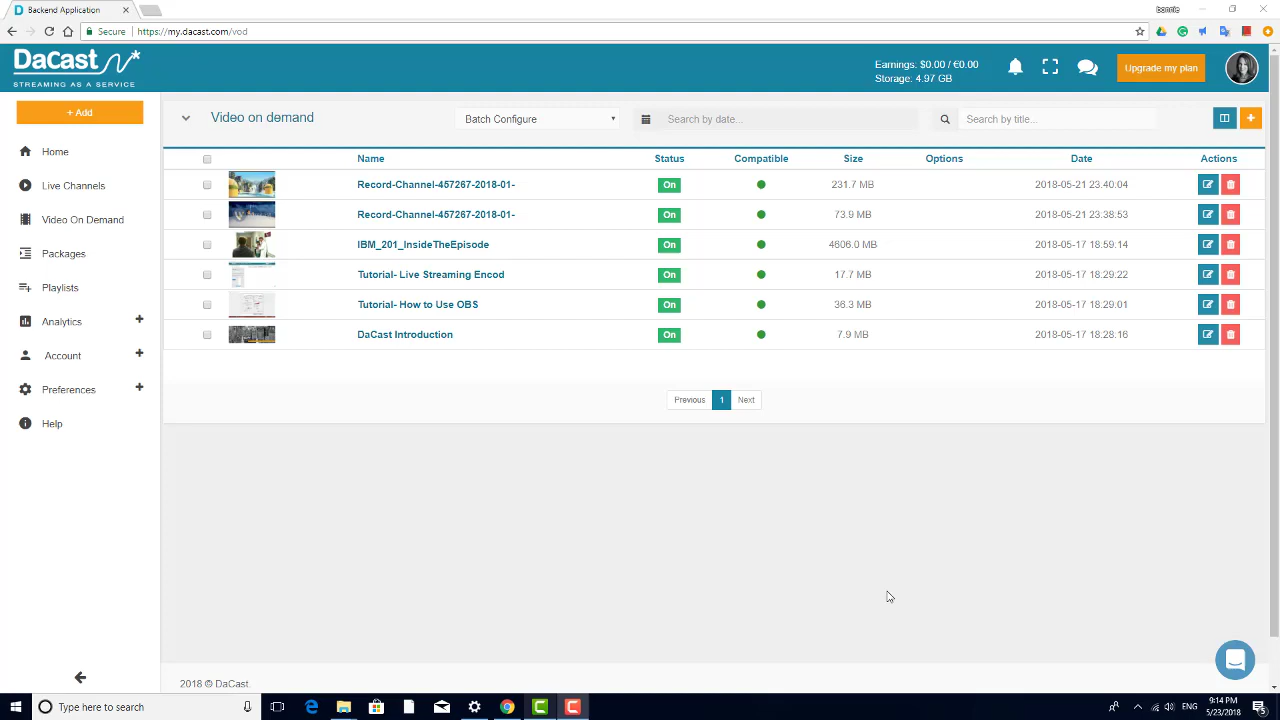 Backend Application
bonnie
Secure https://my.dacast.com/vod
DaCast
STREAMING AS A SERVICE
Earnings: $0.00 / €0.00
Storage: 4.97 GB
Upgrade my plan
+ Add
Home
Live Channels
Video On Demand
Packages
Playlists
Analytics
Account
Preferences
Help
Video on demand
Batch Configure
Search by date...
Search by title...
Name Status Compatible Size Options Date Actions
Record-Channel-457267-2018-01- On 231.7 MB 2018-05-21 23.40:04
Record-Channel-457267-2018-01- On 73.9 MB 2018-05-21 23.38:53
IBM_201_InsideTheEpisode On 4606.0 MB 2018-05-17 18.59:14
Tutorial- Live Streaming Encod On 17.7 MB 2018-05-17 18:29:22
Tutorial- How to Use OBS On 36.3 MB 2018-05-17 18:29:01
DaCast Introduction On 7.9 MB 2018-05-17 18:28:16
Previous 1 Next
2018 © DaCast
Type here to search
ENG
9:14 PM
5/23/2018